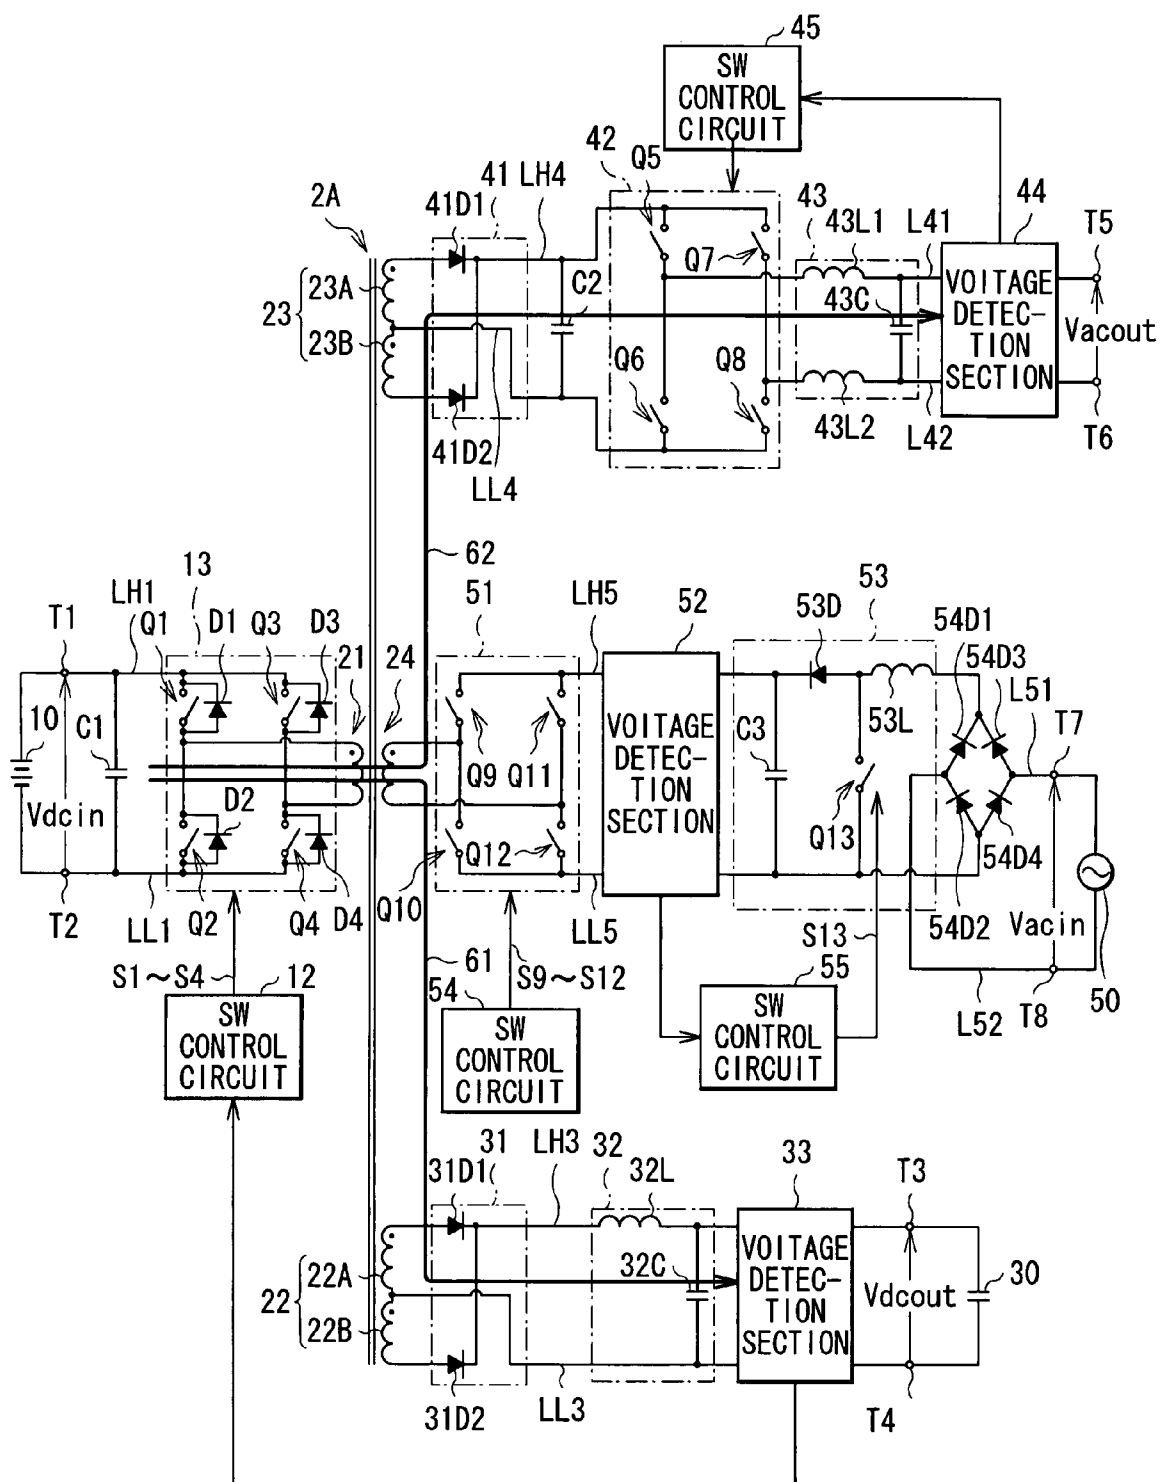 45
SW
CONTROL
CIRCUIT
42
Q5
2A
41D1
41
LH4
43
43L1
L41
44
T5
Q7
23
23A
23B
C2
43C
VOLTAGE
DETEC-
TION
SECTION
Vacout
Q6
Q8
41D2
LL4
43L2
L42
T6
62
13
51
LH5
52
53D
53
54D1
54D3
L51
T7
T1
LH1
Q1
D1
Q3
D3
21
24
10
C1
Vdcin
VOLTAGE
DETEC-
TION
SECTION
C3
53L
Q9
Q11
Q13
D2
Q12
54D4
T2
LL1
Q2
Q4
D4
Q10
LL5
54D2
Vacin
50
S13
S1~S4
12
61
54
S9~S12
55
L52
T8
SW
CONTROL
CIRCUIT
SW
CONTROL
CIRCUIT
SW
CONTROL
CIRCUIT
31D1
31
LH3
32
32L
33
T3
22
22A
22B
32C
VOLTAGE
DETEC-
TION
SECTION
Vdcout
30
31D2
LL3
T4